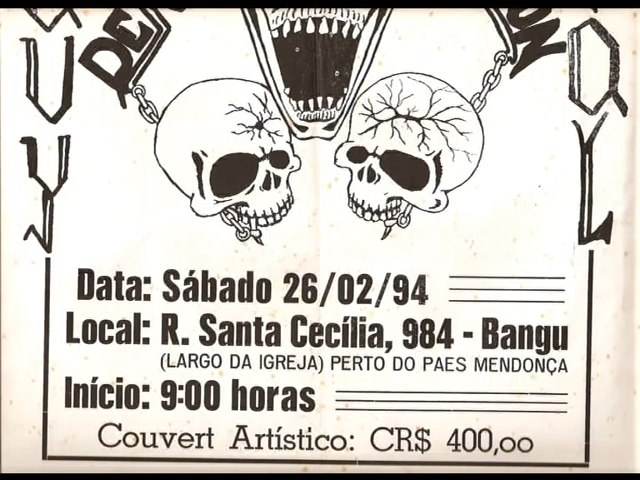 Data: Sábado 26/02/94
Local: R. Santa Cecília, 984 - Bangu
(LARGO DA IGREJA) PERTO DO PAES MENDONÇA
Início: 9:00 horas
Couvert Artístico: CR$ 400,oo